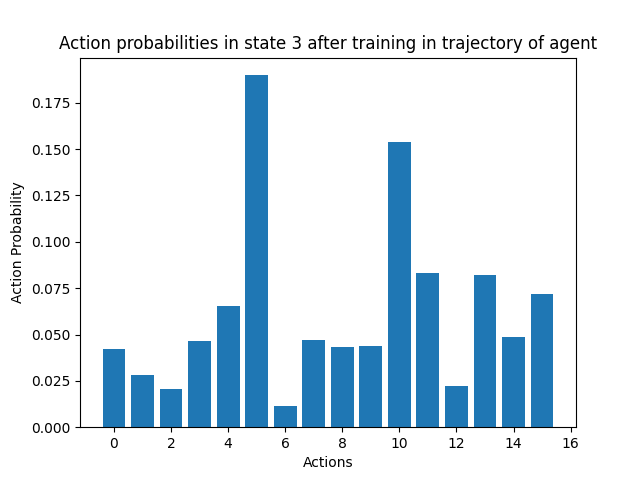 Action probabilities in state 3 after training in trajectory of agent
0.175
0.150
0.125
0.100
0.075
0.050
0.025
0.000
Action Probability
0 2 4 6 8 10 12 14 16
Actions